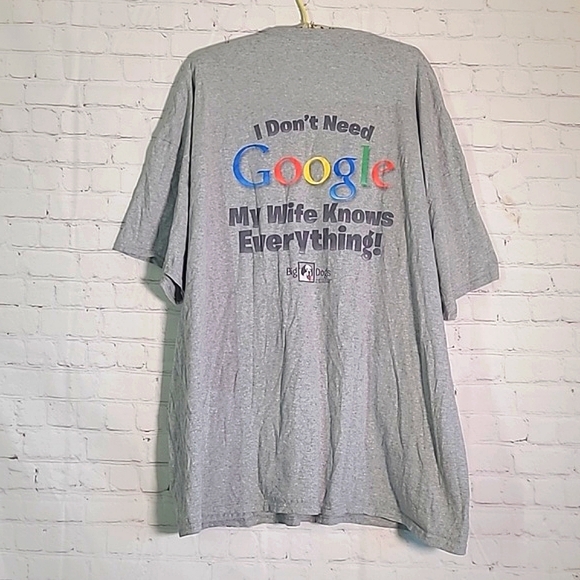 I Don't Need
Google
My Wife Knows
Everything!
Big Dogs